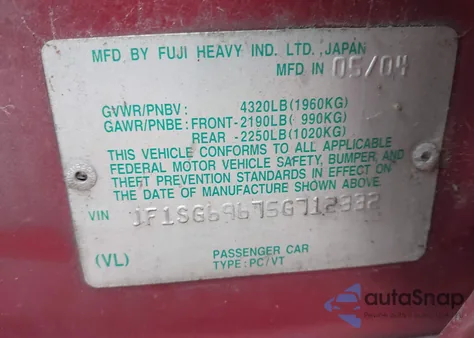 MFD BY FUJI HEAVY IND. LTD.,JAPAN
MFD IN 05/04
GVWR/PNBV: 4320LB(1960KG)
GAWR/PNBE:FRONT-2190LB( 990KG)
REAR -2250LB(1020KG)
THIS VEHICLE CONFORMS TO ALL APPLICABLE
FEDERAL MOTOR VEHICLE SAFETY, BUMPER, AND
THEFT PREVENTION STANDARDS IN EFFECT ON
THE DATE OF MANUFACTURE SHOWN ABOVE.
VIN
(VL)
PASSENGER CAR
TYPE:PC/VT
autaSnap